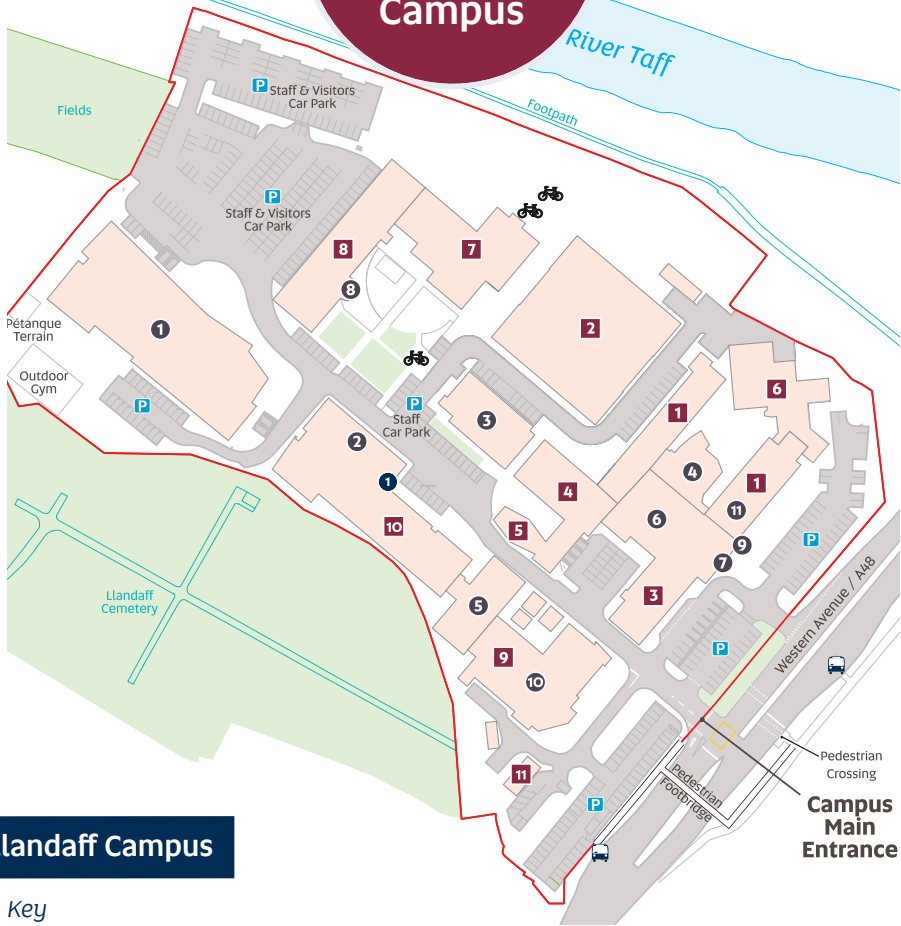 Campus
River Taff
P
Staff & Visitors
Car Park
Fields
Footpath
P
Staff & Visitors
Car Park
8
7
8
1
2
Pétanque
Terrain
Outdoor
Gym
P
P
Staff
Car Park
3
1
6
2
1
4
4
1
11
10
5
6
9
7
P
Llandaff
Cemetery
5
3
Western Avenue / A48
9
10
P
11
P
Pedestrian
Footbridge
Pedestrian
Crossing
Campus
Main
Entrance
landaff Campus
Key